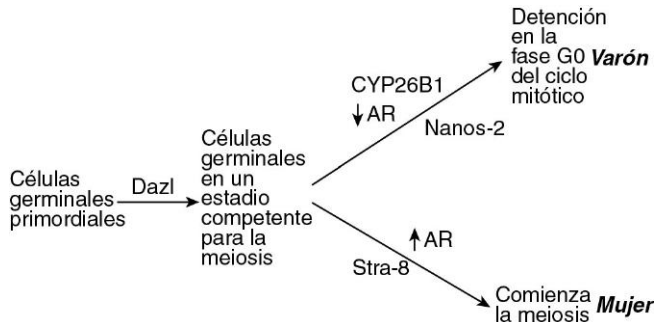 Células
germinales
primordiales
Dazl
Células
germinales
en un
estadio
competente
para la
meiosis
CYP26B1
↓ AR
Nanos-2
Detención
en la
fase G0 Varón
del ciclo
mitótico
↑ AR
Stra-8
Comienza
la meiosis Mujer